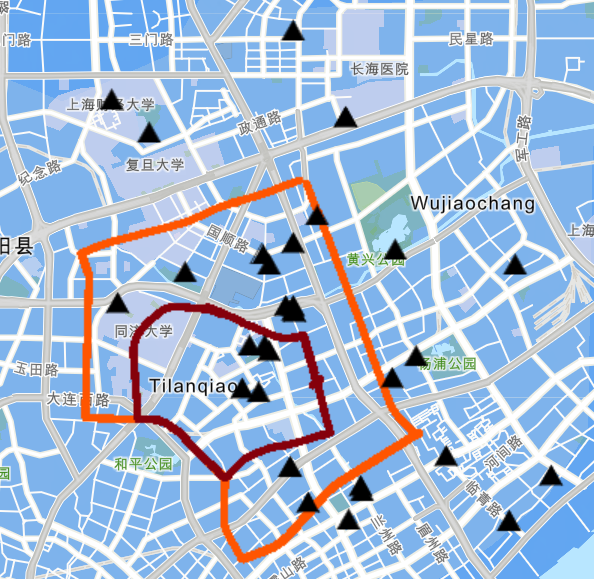 门路
三门路
民星路
长海医院
上海财经大学
政通路
军工路
复旦大学
纪念路
Wujiaochang
国顺路
上海
阳县
黄兴公园
同济大学
杨浦公园
玉田路
Tilanqiao
大连西路
和平公园
园
河间路
临青路
兰州路
眉州路